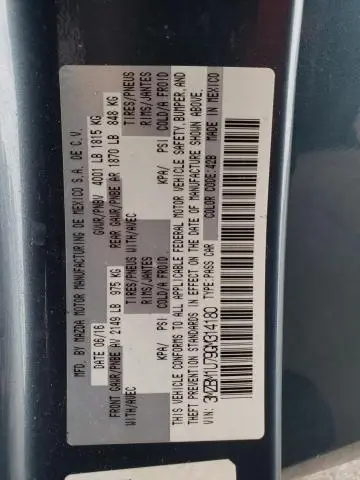 MFD. BY MAZDA MOTOR MANUFACTURING DE MEXICO S.A. DE C.V.
DATE 06/16 GVWR/PNBV 4001 LB 1815 KG
FRONT GAWR/PNBE AV 2149 LB 975 KG REAR GAWR/PNBE AR 1870 LB 848 KG
WITH/AVEC TIRES/PNEUS WITH/AVEC TIRES/PNEUS
RIMS/JANTES RIMS/JANTES
KPA/ PSI COLD/A FROID KPA/ PSI COLD/A FROID
THIS VEHICLE CONFORMS TO ALL APPLICABLE FEDERAL MOTOR VEHICLE SAFETY, BUMPER, AND
THEFT PREVENTION STANDARDS IN EFFECT ON THE DATE OF MANUFACTURE SHOWN ABOVE.
VIN: 3MZBM1U79GM314180 COLOR CODE: 42B
TYPE: PASS CAR MADE IN MEXICO